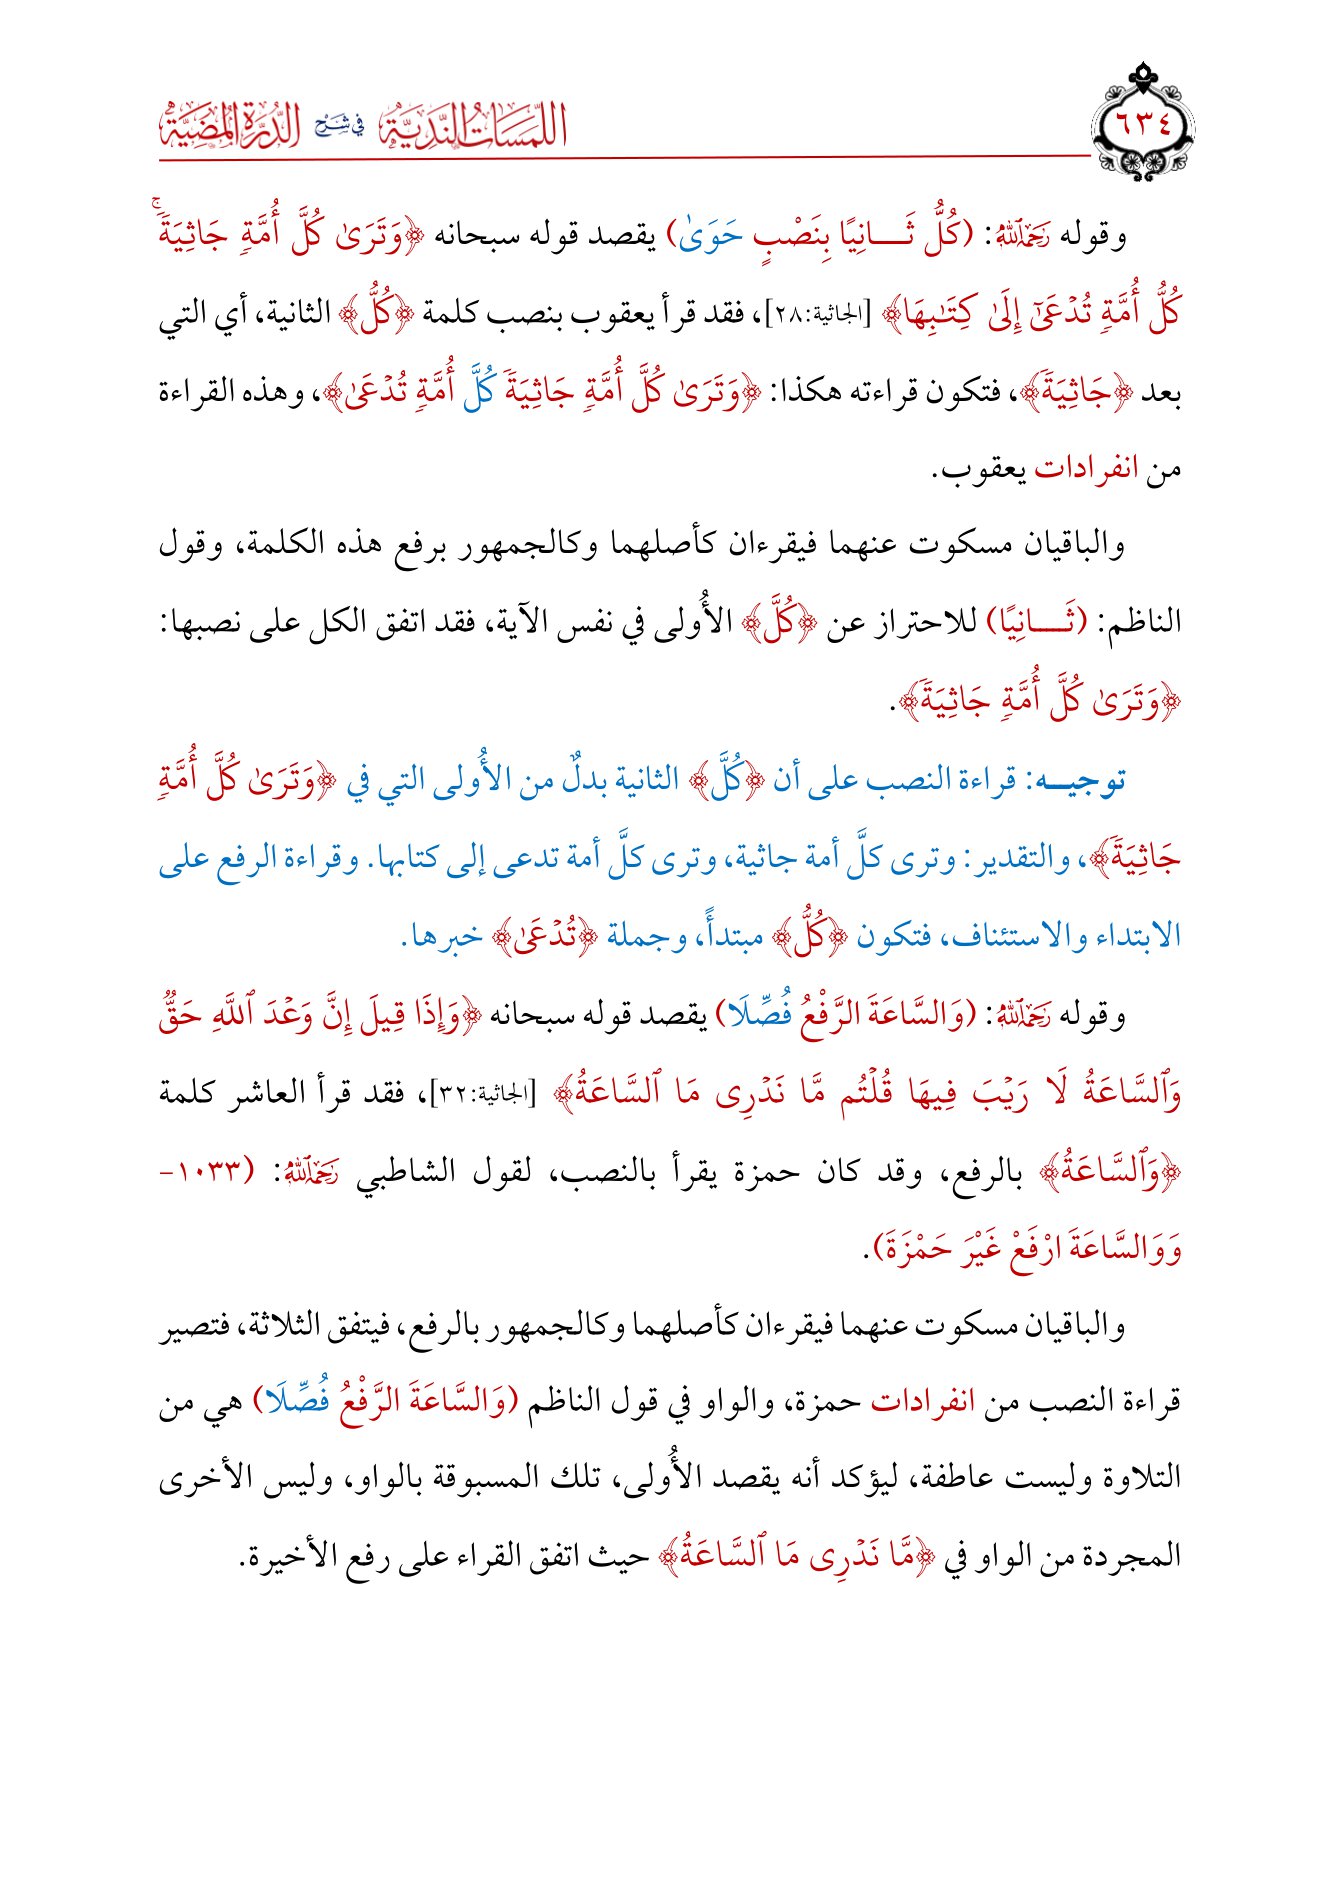 اللمسات الندية في شرح الدرة المضية
٦٣٤
وقوله رَحِمَهُ ٱللَّهُ: (كُلُّ ثَـــانِيًا بِنَصْبٍ حَوَىٰ) يقصد قوله سبحانه ﴿وَتَرَىٰ كُلَّ أُمَّةٖ جَاثِيَةٗۚ
كُلُّ أُمَّةٖ تُدۡعَىٰٓ إِلَىٰ كِتَٰبِهَا﴾ [الجاثية:٢٨]، فقد قرأ يعقوب بنصب كلمة ﴿كُلُّ﴾ الثانية، أي التي
بعد ﴿جَاثِيَةٗ﴾، فتكون قراءته هكذا: ﴿وَتَرَىٰ كُلَّ أُمَّةٖ جَاثِيَةٗ كُلَّ أُمَّةٖ تُدۡعَىٰ﴾، وهذه القراءة
من انفرادات يعقوب.
والباقيان مسكوت عنهما فيقرءان كأصلهما وكالجمهور برفع هذه الكلمة، وقول
الناظم: (ثَـــانِيًا) للاحتراز عن ﴿كُلَّ﴾ الأُولى في نفس الآية، فقد اتفق الكل على نصبها:
﴿وَتَرَىٰ كُلَّ أُمَّةٖ جَاثِيَةٗ﴾.
توجيـــه: قراءة النصب على أن ﴿كُلَّ﴾ الثانية بدلٌ من الأُولى التي في ﴿وَتَرَىٰ كُلَّ أُمَّةٖ
جَاثِيَةٗ﴾، والتقدير: وترى كلَّ أمة جاثية، وترى كلَّ أمة تدعى إلى كتابها. وقراءة الرفع على
الابتداء والاستئناف، فتكون ﴿كُلُّ﴾ مبتدأً، وجملة ﴿تُدۡعَىٰ﴾ خبرها.
وقوله رَحِمَهُ ٱللَّهُ: (وَالسَّاعَةَ الرَّفْعُ فُصِّلَا) يقصد قوله سبحانه ﴿وَإِذَا قِيلَ إِنَّ وَعۡدَ ٱللَّهِ حَقّٞ
وَٱلسَّاعَةُ لَا رَيۡبَ فِيهَا قُلۡتُم مَّا نَدۡرِى مَا ٱلسَّاعَةُ﴾ [الجاثية:٣٢]، فقد قرأ العاشر كلمة
﴿وَٱلسَّاعَةُ﴾ بالرفع، وقد كان حمزة يقرأ بالنصب، لقول الشاطبي رَحِمَهُ ٱللَّهُ: (١٠٣٣-
وَوَالسَّاعَةَ ارْفَعْ غَيْرَ حَمْزَةَ).
والباقيان مسكوت عنهما فيقرءان كأصلهما وكالجمهور بالرفع، فيتفق الثلاثة، فتصير
قراءة النصب من انفرادات حمزة، والواو في قول الناظم (وَالسَّاعَةَ الرَّفْعُ فُصِّلَا) هي من
التلاوة وليست عاطفة، ليؤكد أنه يقصد الأُولى، تلك المسبوقة بالواو، وليس الأخرى
المجردة من الواو في ﴿مَّا نَدۡرِى مَا ٱلسَّاعَةُ﴾ حيث اتفق القراء على رفع الأخيرة.